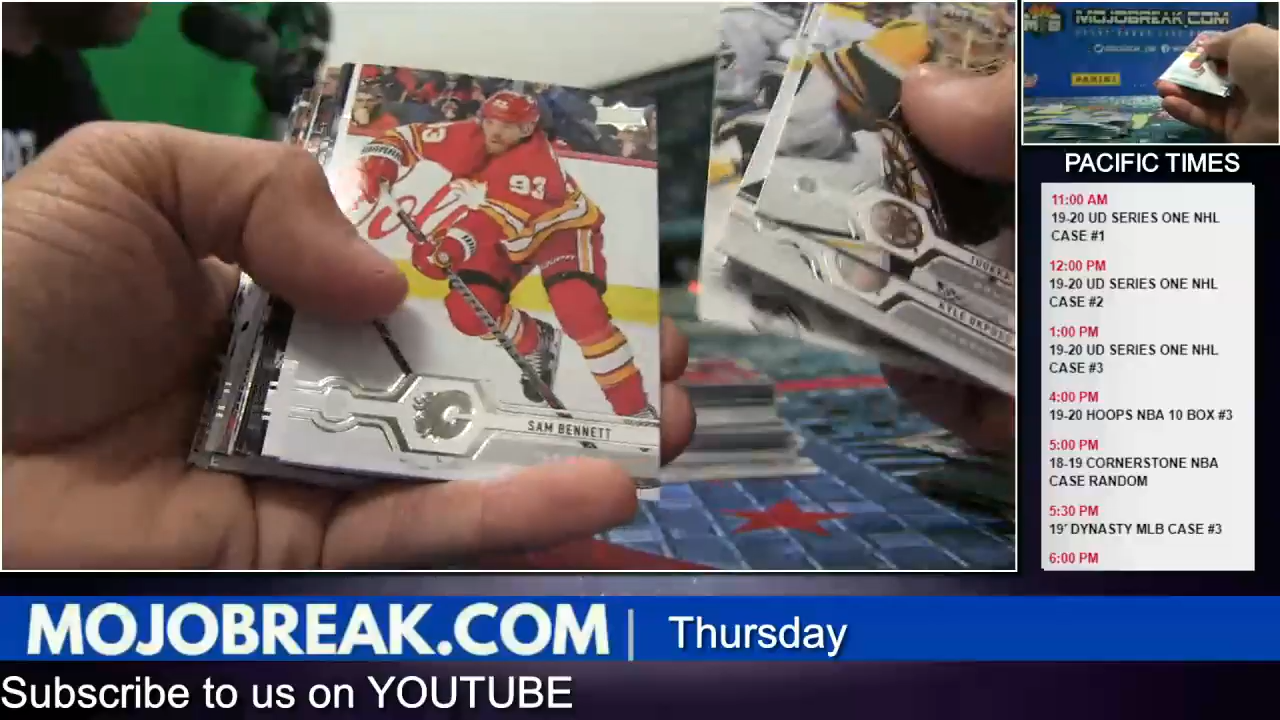 93
93
SAM BENNETT
TUUKKA
KYLE OKPOSO
MOJOBREAK.COM
PANINI
PACIFIC TIMES
11:00 AM
19-20 UD SERIES ONE NHL
CASE #1
12:00 PM
19-20 UD SERIES ONE NHL
CASE #2
1:00 PM
19-20 UD SERIES ONE NHL
CASE #3
4:00 PM
19-20 HOOPS NBA 10 BOX #3
5:00 PM
18-19 CORNERSTONE NBA
CASE RANDOM
5:30 PM
19' DYNASTY MLB CASE #3
6:00 PM
MOJOBREAK.COM | Thursday
Subscribe to us on YOUTUBE